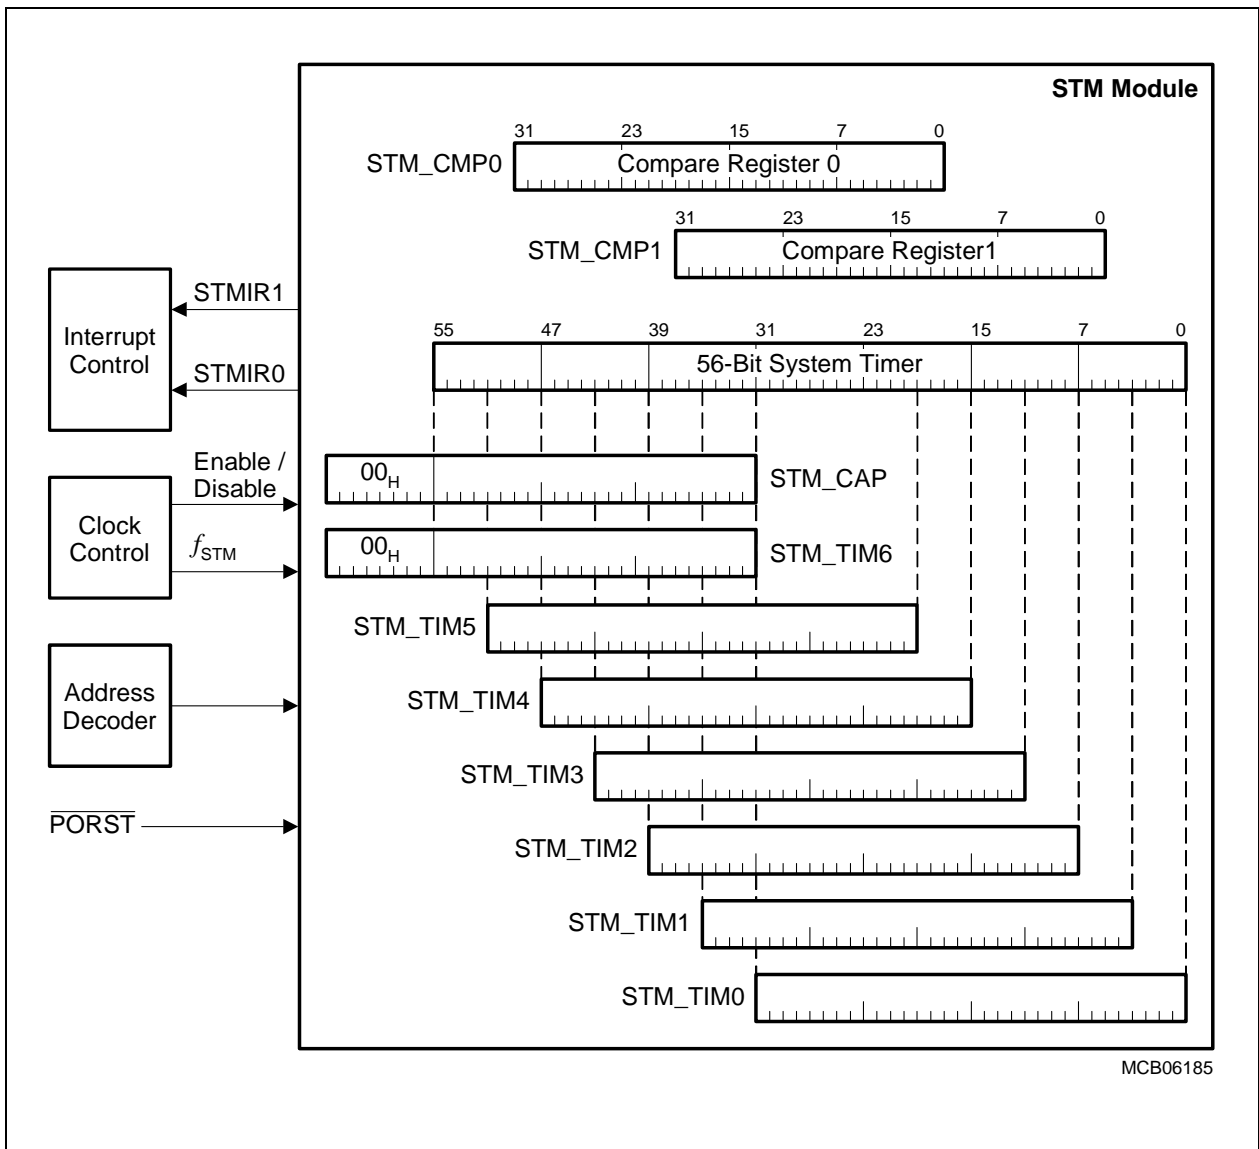 STM Module
31 23 15 7 0
STM_CMP0 Compare Register 0
31 23 15 7 0
STM_CMP1 Compare Register1
STMIR1
Interrupt
Control
STMIR0
55 47 39 31 23 15 7 0
56-Bit System Timer
Enable /
Disable
Clock
Control
fSTM
00H STM_CAP
00H STM_TIM6
STM_TIM5
Address
Decoder
STM_TIM4
STM_TIM3
PORST
STM_TIM2
STM_TIM1
STM_TIM0
MCB06185